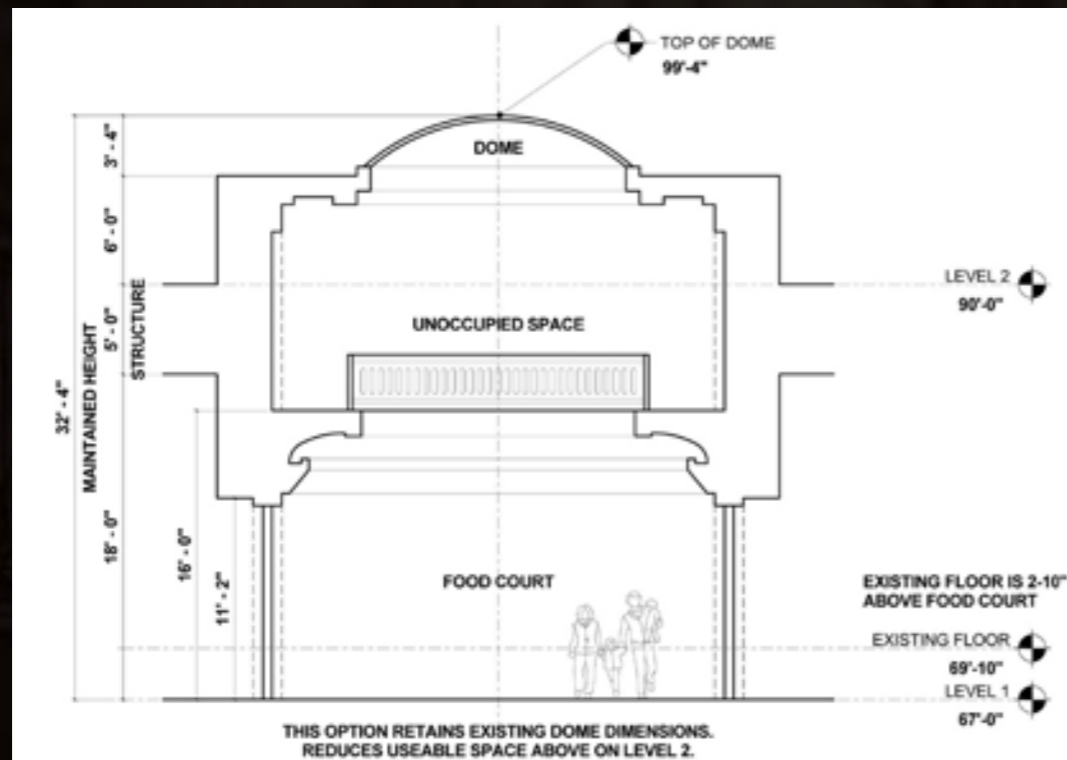 TOP OF DOME
99'-4"
DOME
3' - 4"
6' - 0"
5' - 0"
STRUCTURE
32' - 4"
MAINTAINED HEIGHT
18' - 0"
16' - 0"
11' - 2"
LEVEL 2
90'-0"
UNOCCUPIED SPACE
FOOD COURT
EXISTING FLOOR IS 2-10"
ABOVE FOOD COURT
EXISTING FLOOR
69'-10"
LEVEL 1
67'-0"
THIS OPTION RETAINS EXISTING DOME DIMENSIONS.
REDUCES USEABLE SPACE ABOVE ON LEVEL 2.